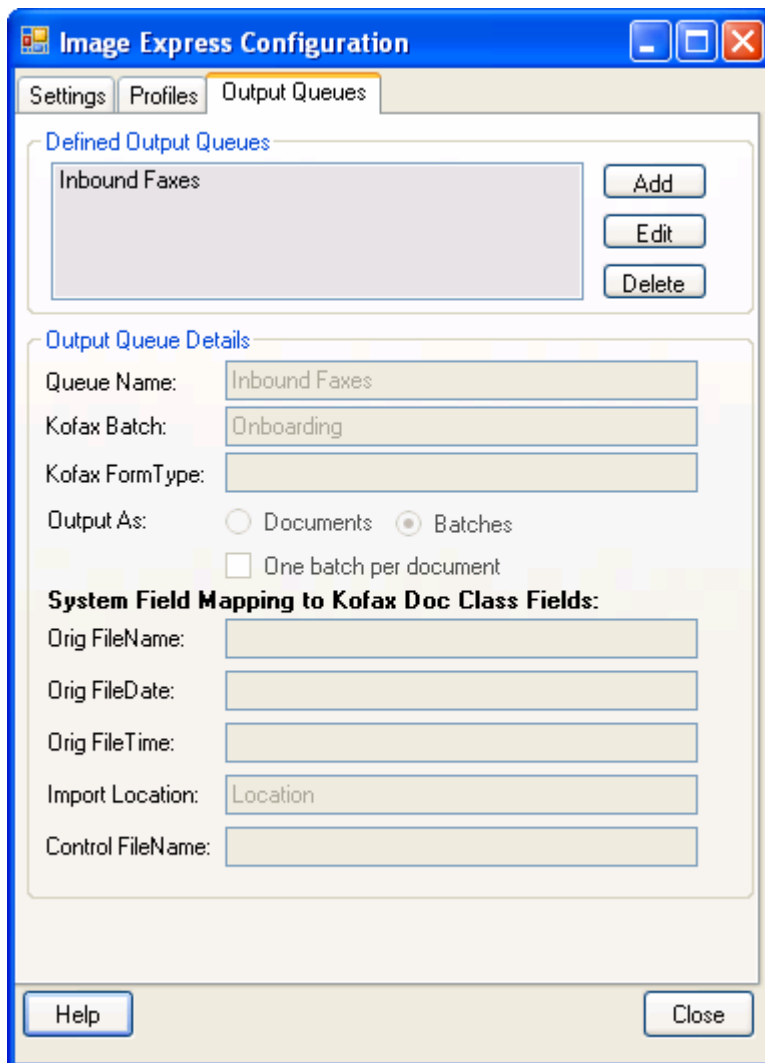 Image Express Configuration
Settings Profiles Output Queues
Defined Output Queues
Inbound Faxes
Add
Edit
Delete
Output Queue Details
Queue Name: Inbound Faxes
Kofax Batch: Onboarding
Kofax FormType:
Output As: Documents Batches
One batch per document
System Field Mapping to Kofax Doc Class Fields:
Orig FileName:
Orig FileDate:
Orig FileTime:
Import Location: Location
Control FileName:
Help Close